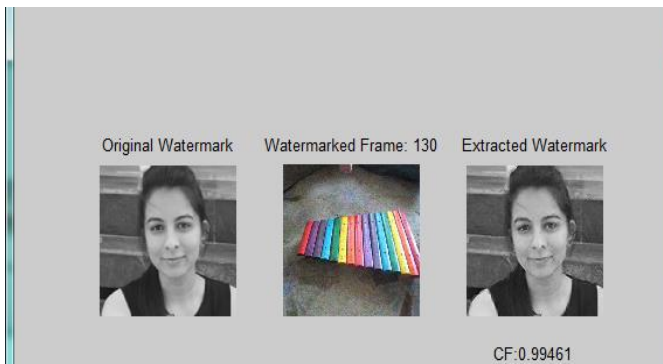 Original Watermark
Watermarked Frame: 130
Extracted Watermark
CF:0.99461